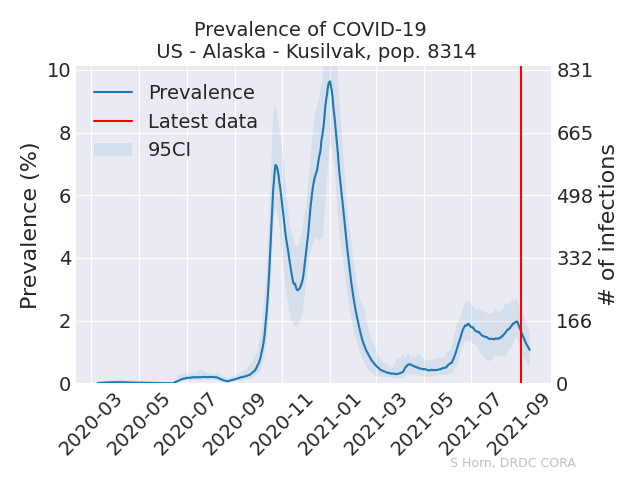 Prevalence of COVID-19
US - Alaska - Kusilvak, pop. 8314
Prevalence (%)
10
8
6
4
2
0
Prevalence
Latest data
95CI
831
665
498
332
166
0
# of infections
2020-03
2020-05
2020-07
2020-09
2020-11
2021-01
2021-03
2021-05
2021-07
2021-09
S Horn, DRDC CORA